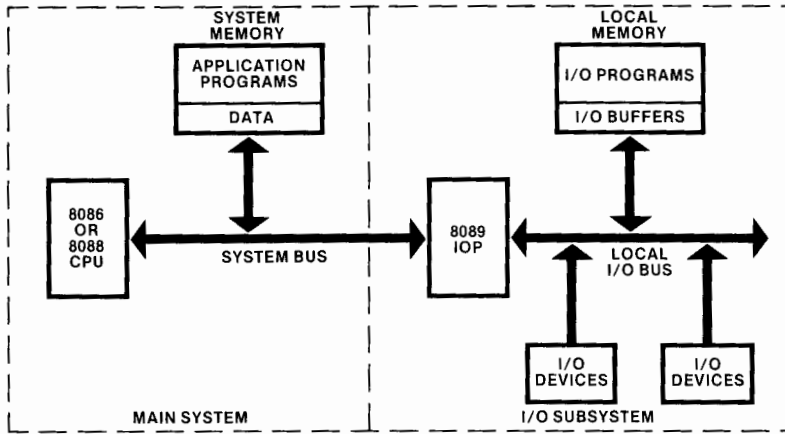 SYSTEM
MEMORY
APPLICATION
PROGRAMS
DATA
8086
OR
8088
CPU
SYSTEM BUS
MAIN SYSTEM
LOCAL
MEMORY
I/O PROGRAMS
I/O BUFFERS
8089
IOP
LOCAL
I/O BUS
I/O
DEVICES
I/O
DEVICES
I/O SUBSYSTEM